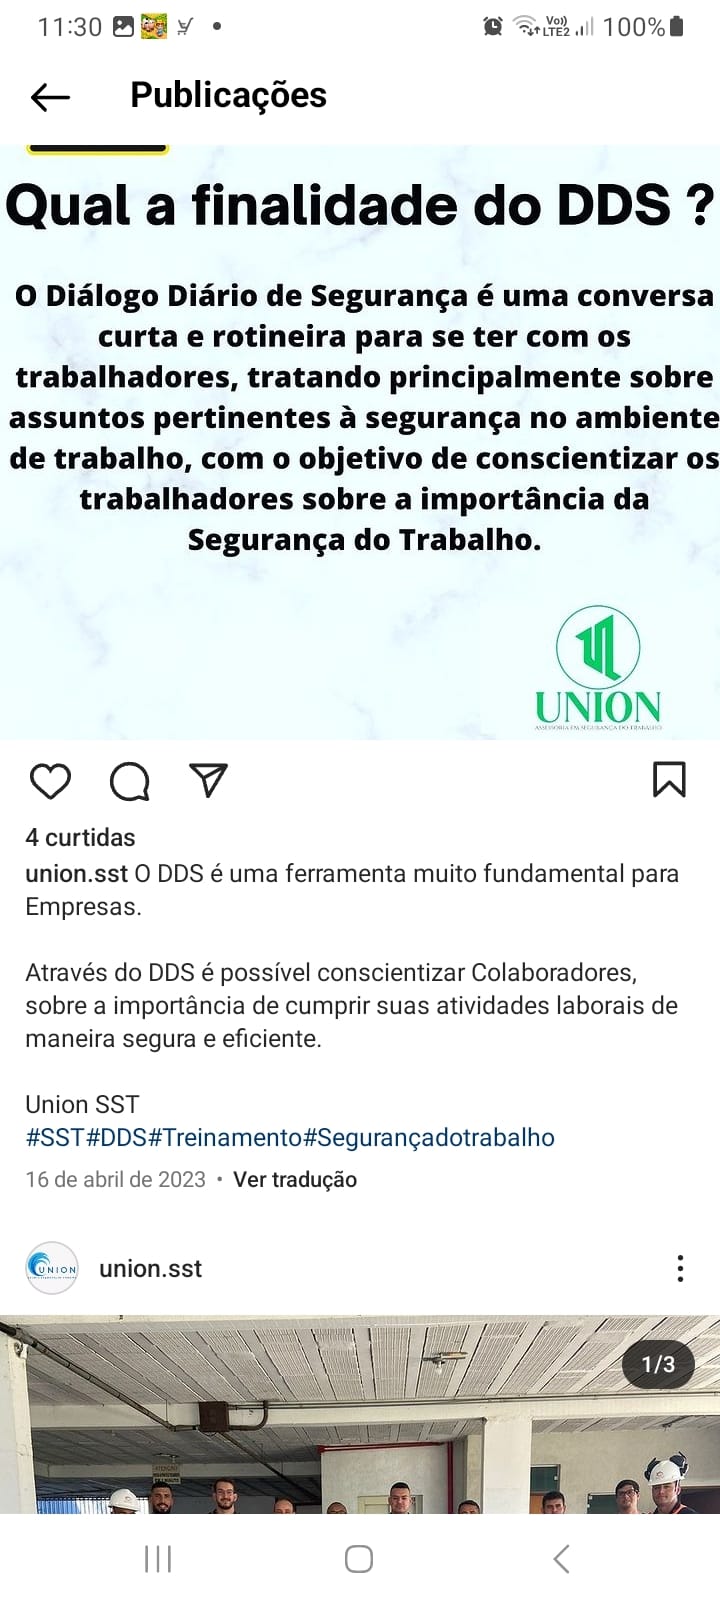 11:30
Vo))
LTE2
100%
Publicações
Qual a finalidade do DDS ?
O Diálogo Diário de Segurança é uma conversa
curta e rotineira para se ter com os
trabalhadores, tratando principalmente sobre
assuntos pertinentes à segurança no ambiente
de trabalho, com o objetivo de conscientizar os
trabalhadores sobre a importância da
Segurança do Trabalho.
UNION
ASSESSORIA EM SEGURANÇA DO TRABALHO
4 curtidas
union.sst O DDS é uma ferramenta muito fundamental para
Empresas.
Através do DDS é possível conscientizar Colaboradores,
sobre a importância de cumprir suas atividades laborais de
maneira segura e eficiente.
Union SST
#SST#DDS#Treinamento#Segurançadotrabalho
16 de abril de 2023 • Ver tradução
UNION
union.sst
1/3
ATENÇÃO